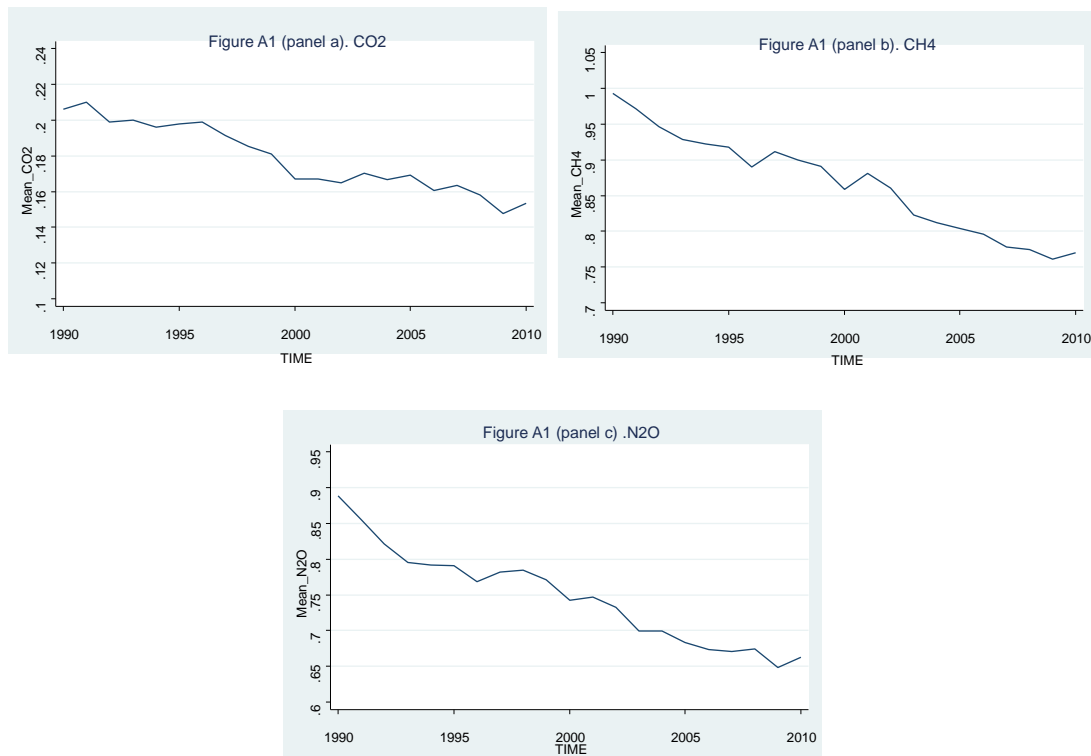 Figure A1 (panel a). CO2
Mean_CO2
.24
.22
.2
.18
.16
.14
.12
.1
1990 1995 2000 2005 2010
TIME
Figure A1 (panel b). CH4
Mean_CH4
1.05
1
.95
.9
.85
.8
.75
.7
1990 1995 2000 2005 2010
TIME
Figure A1 (panel c) .N2O
Mean_N2O
.95
.9
.85
.8
.75
.7
.65
.6
1990 1995 2000 2005 2010
TIME